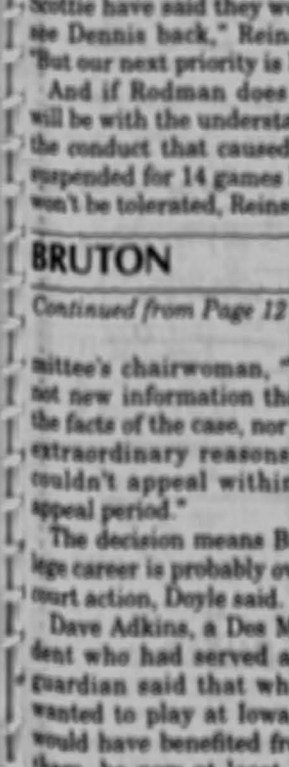 Scottie have said they we
see Dennis back," Rein
"But our next priority is
And if Rodman does
will be with the understa
the conduct that caused
suspended for 14 games
won't be tolerated, Reins
BRUTON
Continued from Page 12
mittee's chairwoman, "
not new information th
the facts of the case, nor
extraordinary reasons
couldn't appeal within
appeal period."
The decision means B
lege career is probably ov
court action, Doyle said.
Dave Adkins, a Des M
dent who had served a
guardian said that wh
wanted to play at Iowa
would have benefited fr